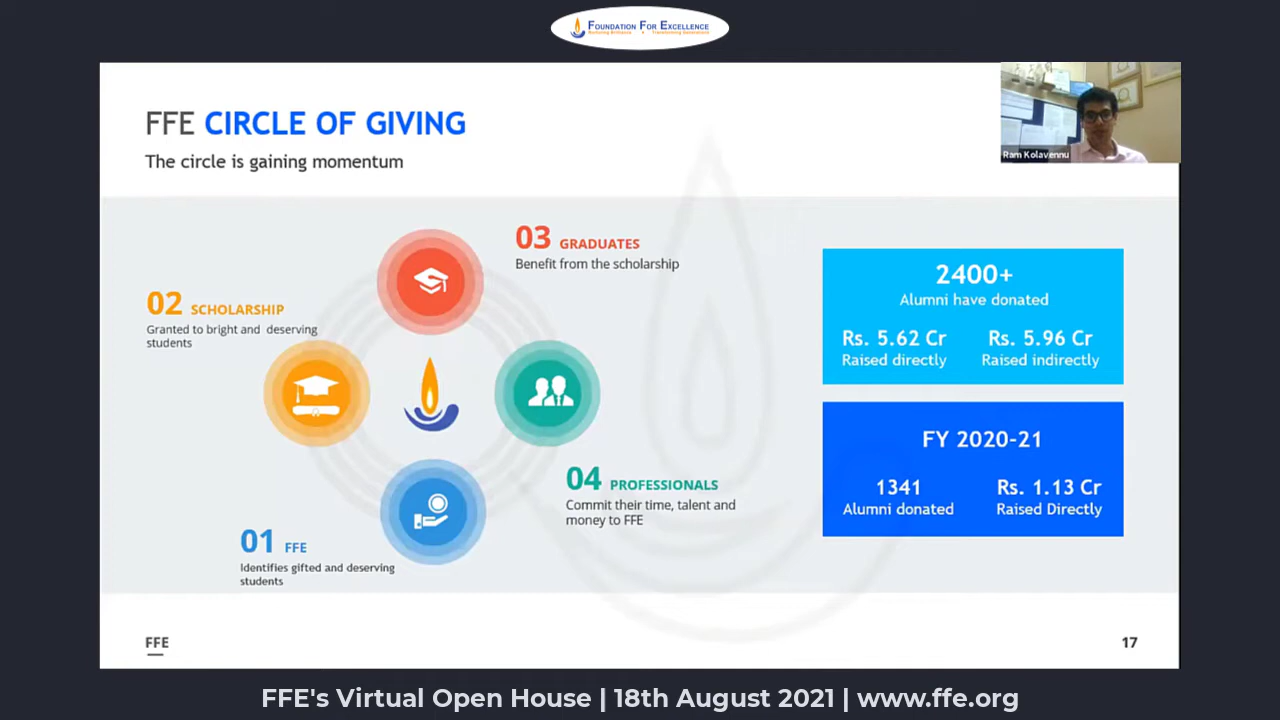 FOUNDATION FOR EXCELLENCE
FFE CIRCLE OF GIVING
The circle is gaining momentum
Ram Kolavennu
03 GRADUATES
Benefit from the scholarship
02 SCHOLARSHIP
Granted to bright and deserving
students
04 PROFESSIONALS
Commit their time, talent and
money to FFE
01 FFE
Identifies gifted and deserving
students
2400+
Alumni have donated
Rs. 5.62 Cr Rs. 5.96 Cr
Raised directly Raised indirectly
FY 2020-21
1341 Rs. 1.13 Cr
Alumni donated Raised Directly
FFE
17
FFE's Virtual Open House | 18th August 2021 | www.ffe.org